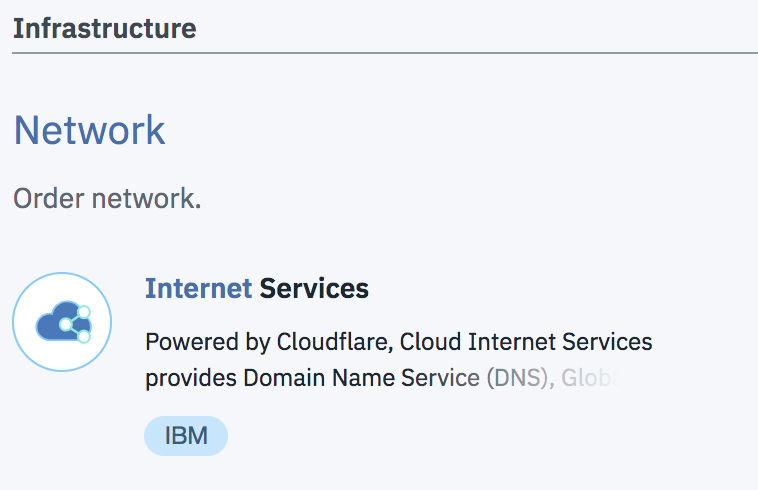 Infrastructure
Network
Order network.
Internet Services
Powered by Cloudflare, Cloud Internet Services
provides Domain Name Service (DNS),
IBM